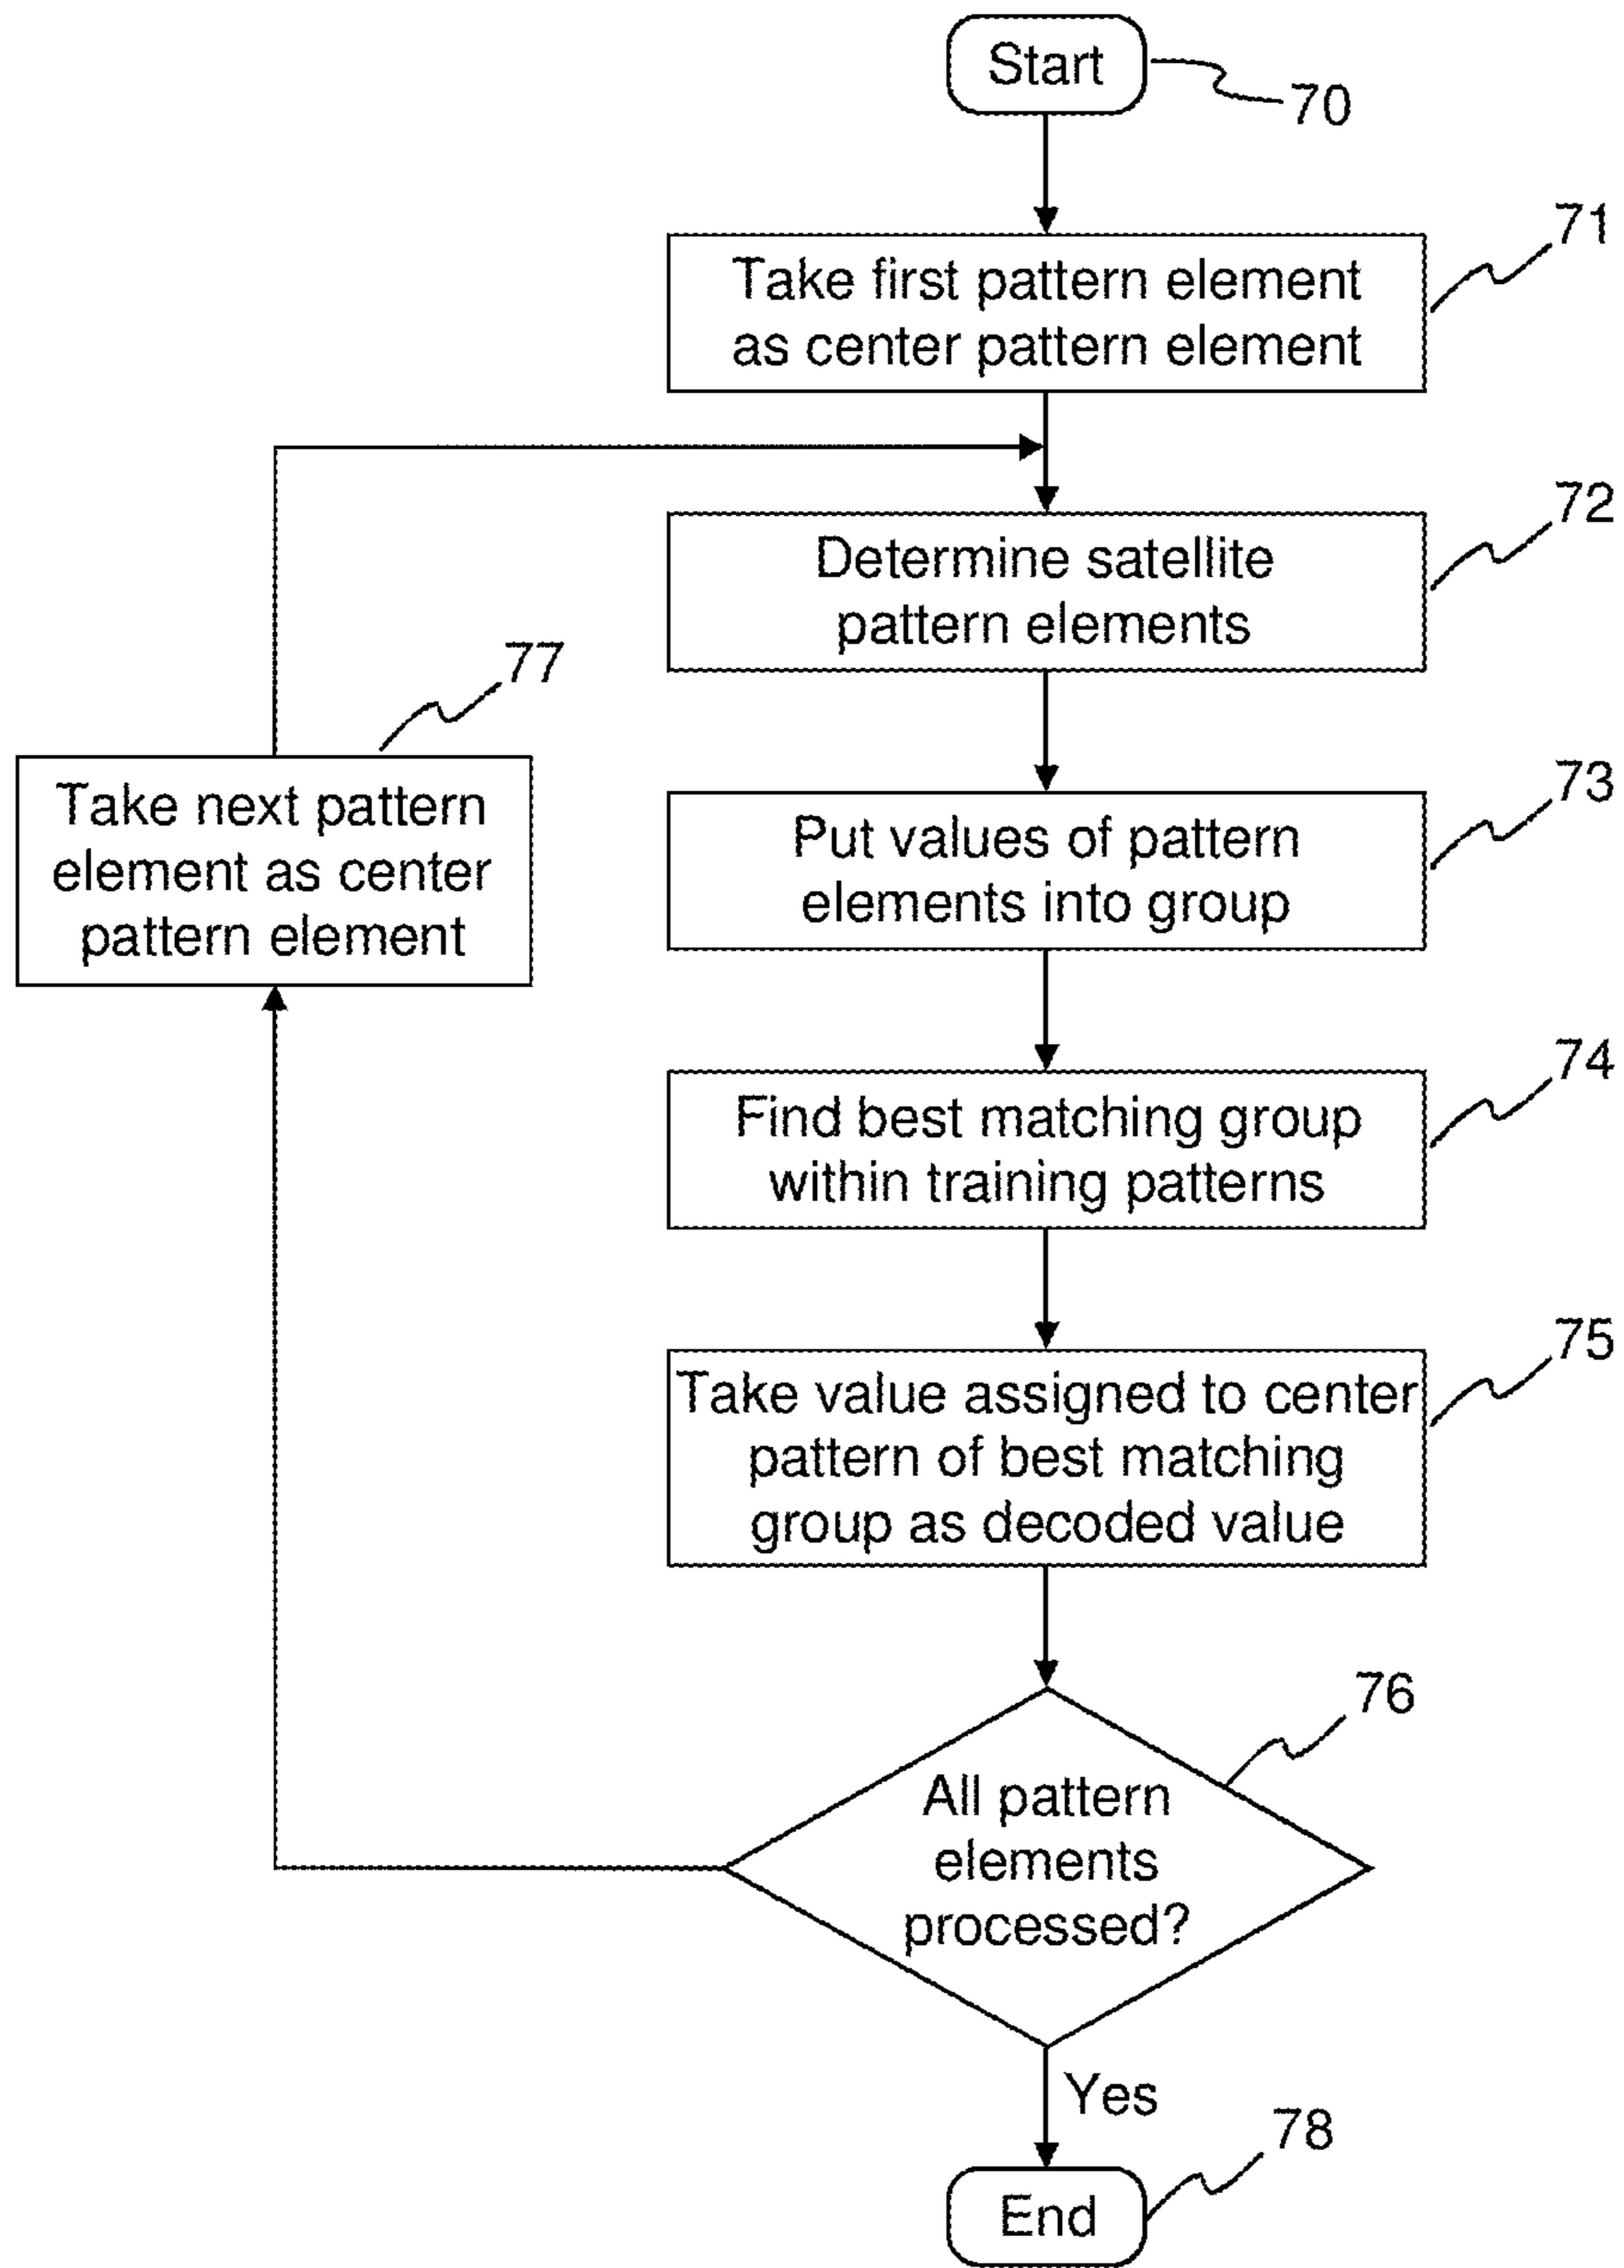 Start
70
71
Take first pattern element
as center pattern element
72
Determine satellite
pattern elements
77
Take next pattern
element as center
pattern element
73
Put values of pattern
elements into group
74
Find best matching group
within training patterns
75
Take value assigned to center
pattern of best matching
group as decoded value
76
All pattern
elements
processed?
Yes
78
End